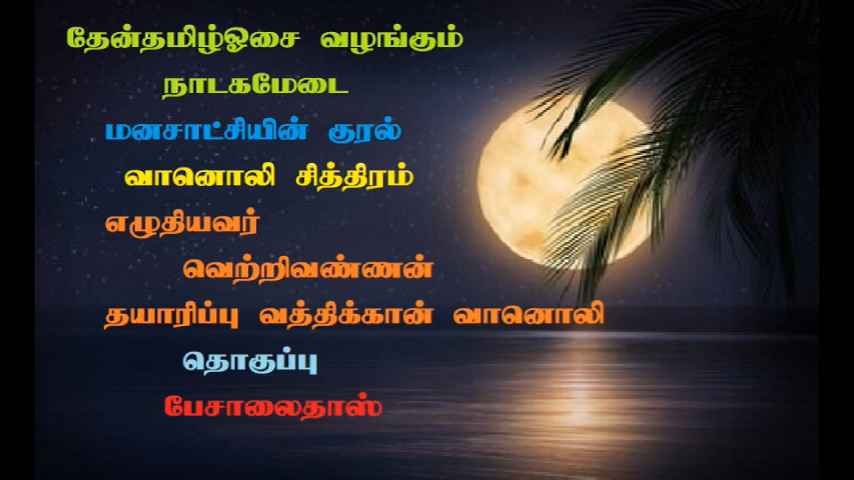 தேன்தமிழ்ஓசை வழங்கும்
நாடகமேடை
மனசாட்சியின் குரல்
வானொலி சித்திரம்
எழுதியவர்
வெற்றிவண்ணன்
தயாரிப்பு வத்திக்கான் வானொலி
தொகுப்பு
பேசாலைதாஸ்